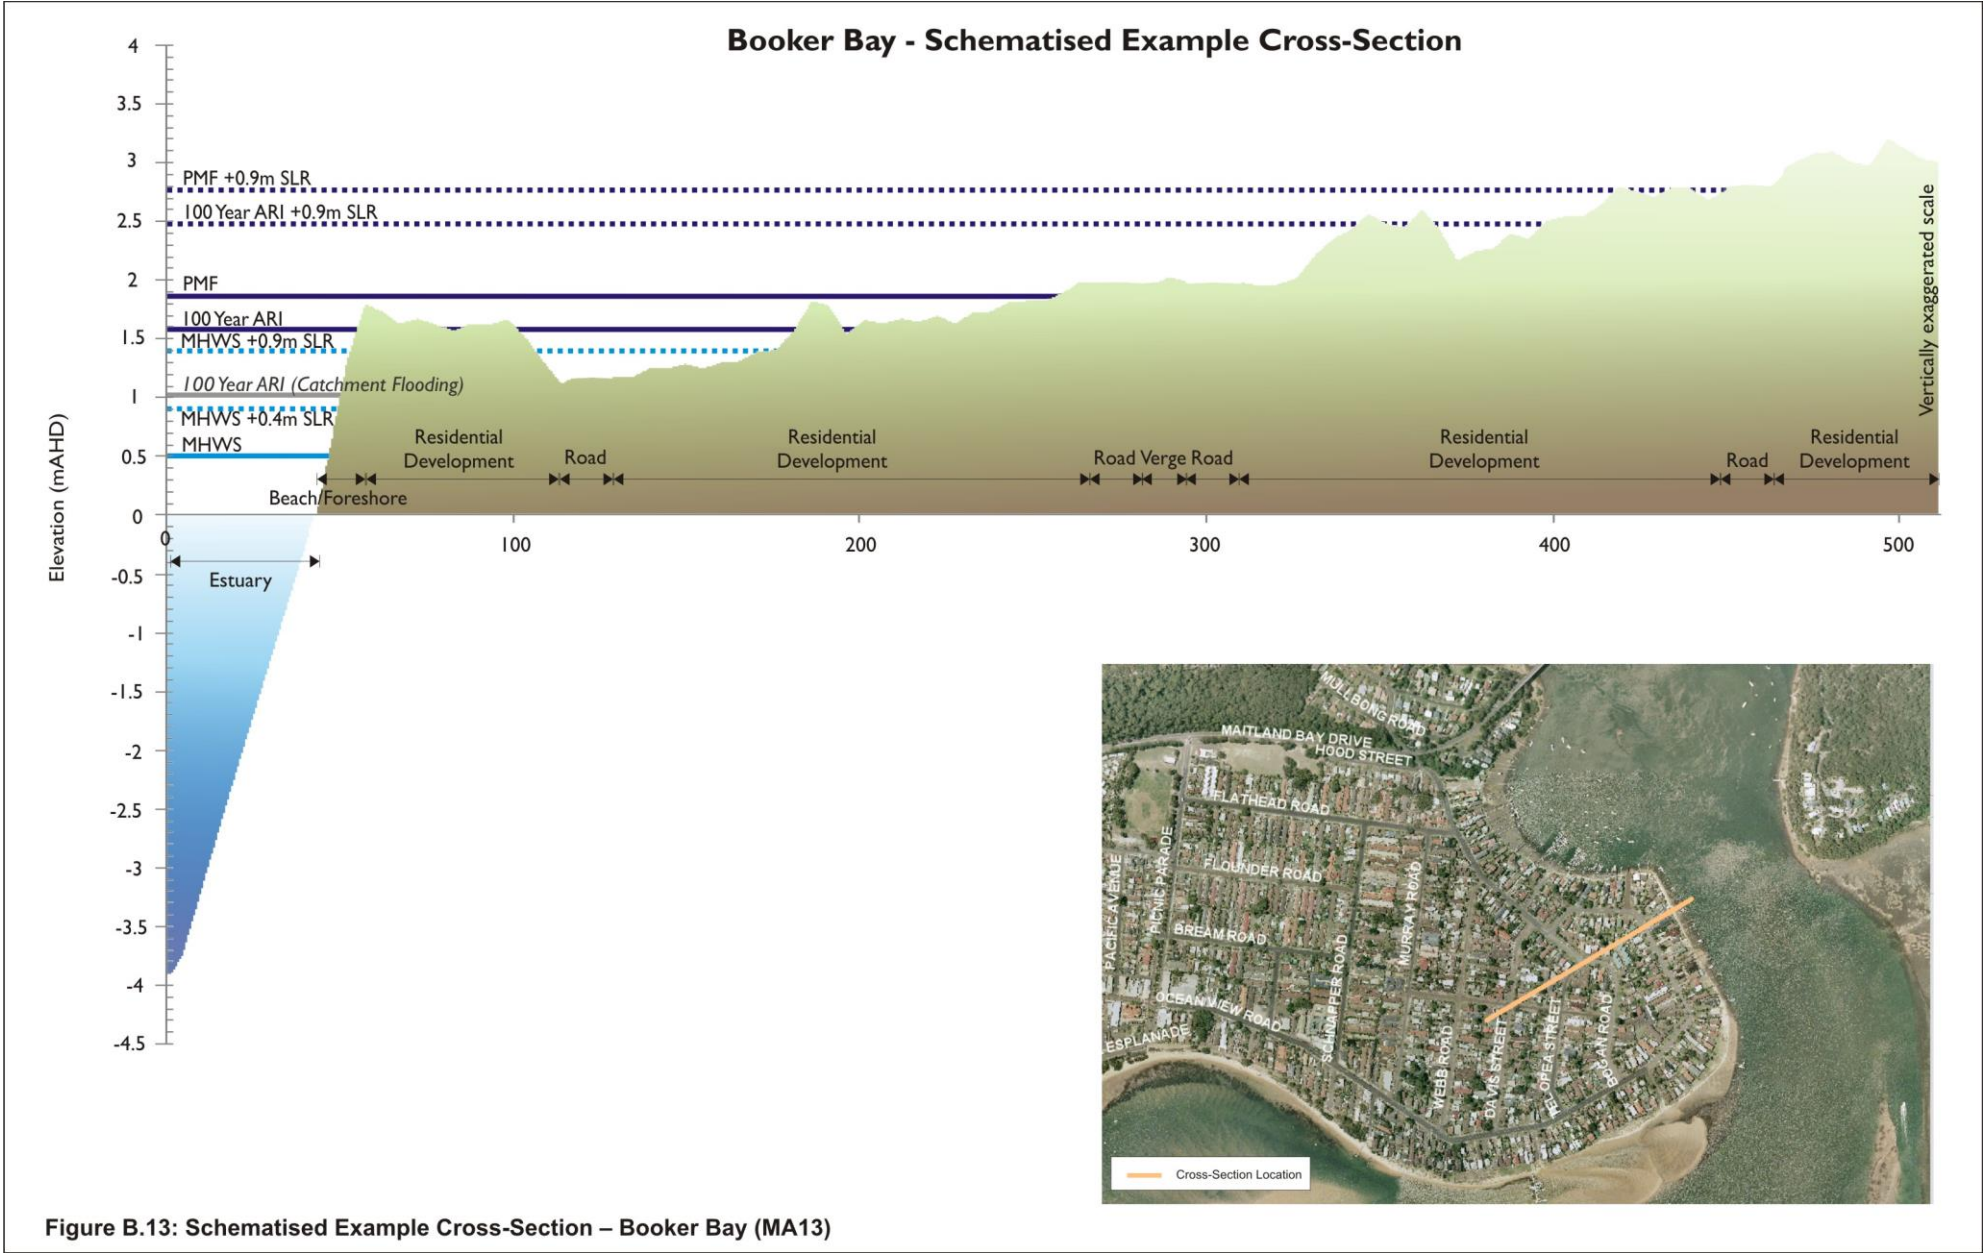 Booker Bay - Schematised Example Cross-Section
4
3.5
3
2.5
2
1.5
1
0.5
0
-0.5
-1
-1.5
-2
-2.5
-3
-3.5
-4
-4.5
Elevation (mAHD)
PMF +0.9m SLR
100 Year ARI +0.9m SLR
PMF
100 Year ARI
MHWS +0.9m SLR
100 Year ARI (Catchment Flooding)
MHWS +0.4m SLR
MHWS
Beach/Foreshore
Residential
Development
Road
Residential
Development
Road Verge Road
Residential
Development
Road
Residential
Development
Vertically exaggerated scale
0
100
200
300
400
500
Estuary
MULLBONG ROAD
MAITLAND BAY DRIVE
HOOD STREET
FLATHEAD ROAD
FLOUNDER ROAD
BREAM ROAD
OCEAN VIEW ROAD
ESPLANADE
PACIFIC AVENUE
PICNIC PARADE
SCHNAPPER ROAD
MURRAY ROAD
WEBB ROAD
DAVIS STREET
TELOPEA STREET
BOGAN ROAD
Cross-Section Location
Figure B.13: Schematised Example Cross-Section – Booker Bay (MA13)